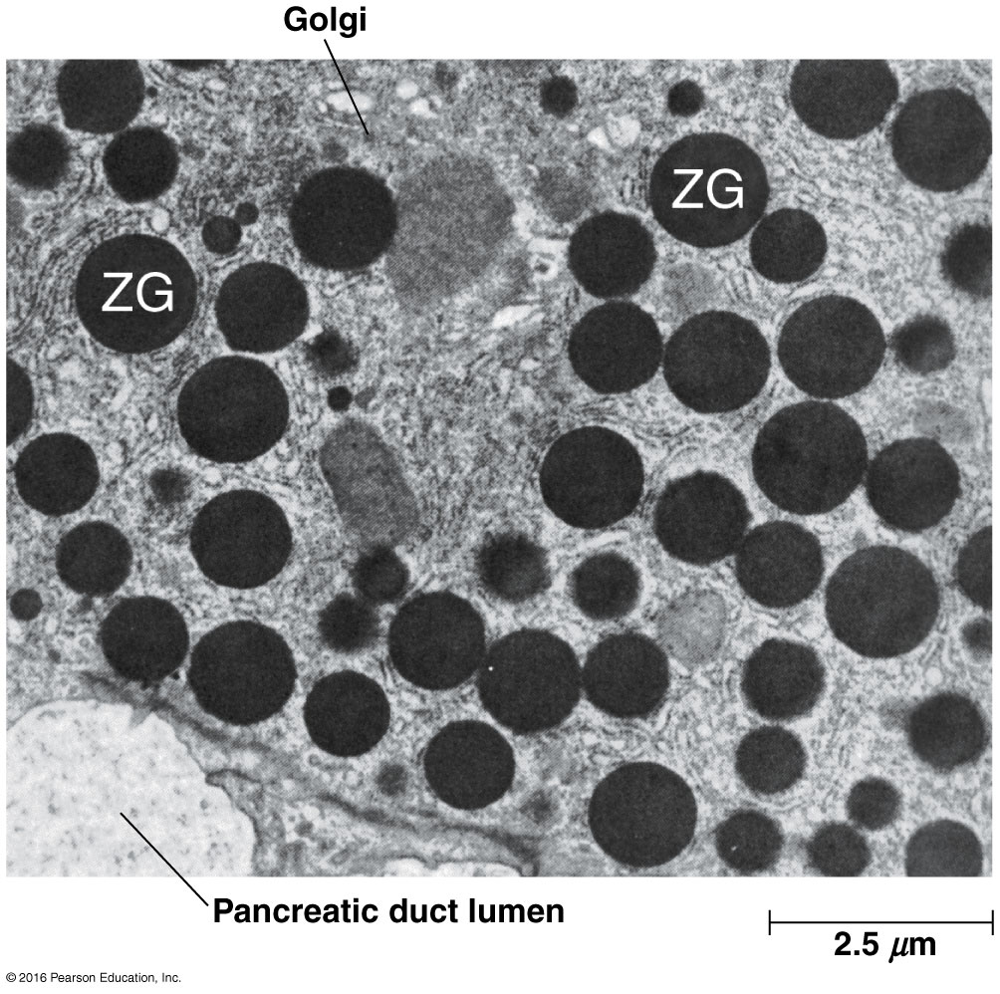 Golgi
ZG
ZG
Pancreatic duct lumen
2.5 μm
© 2016 Pearson Education, Inc.